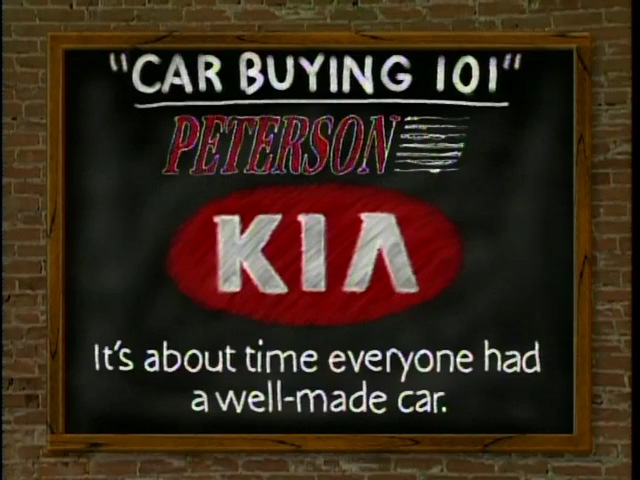 "CAR BUYING 101"
PETERSON
KIA
It's about time everyone had
a well-made car.